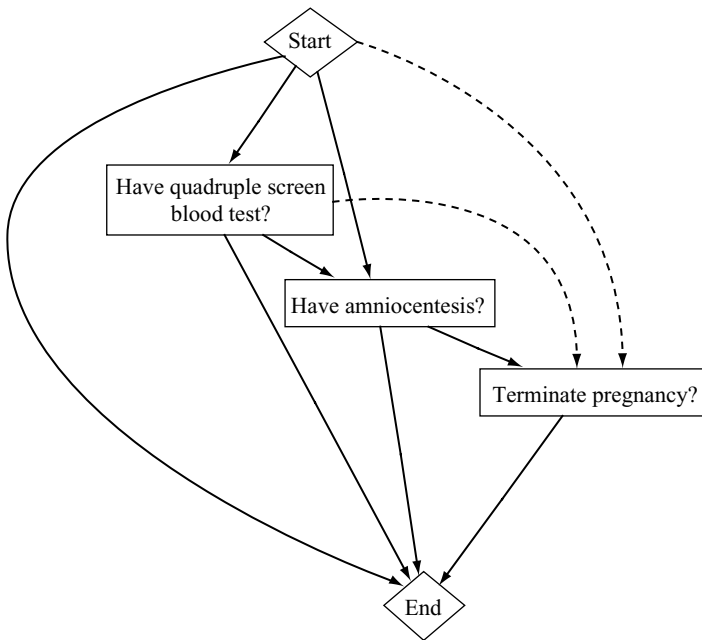 Start
Have quadruple screen
blood test?
Have amniocentesis?
Terminate pregnancy?
End